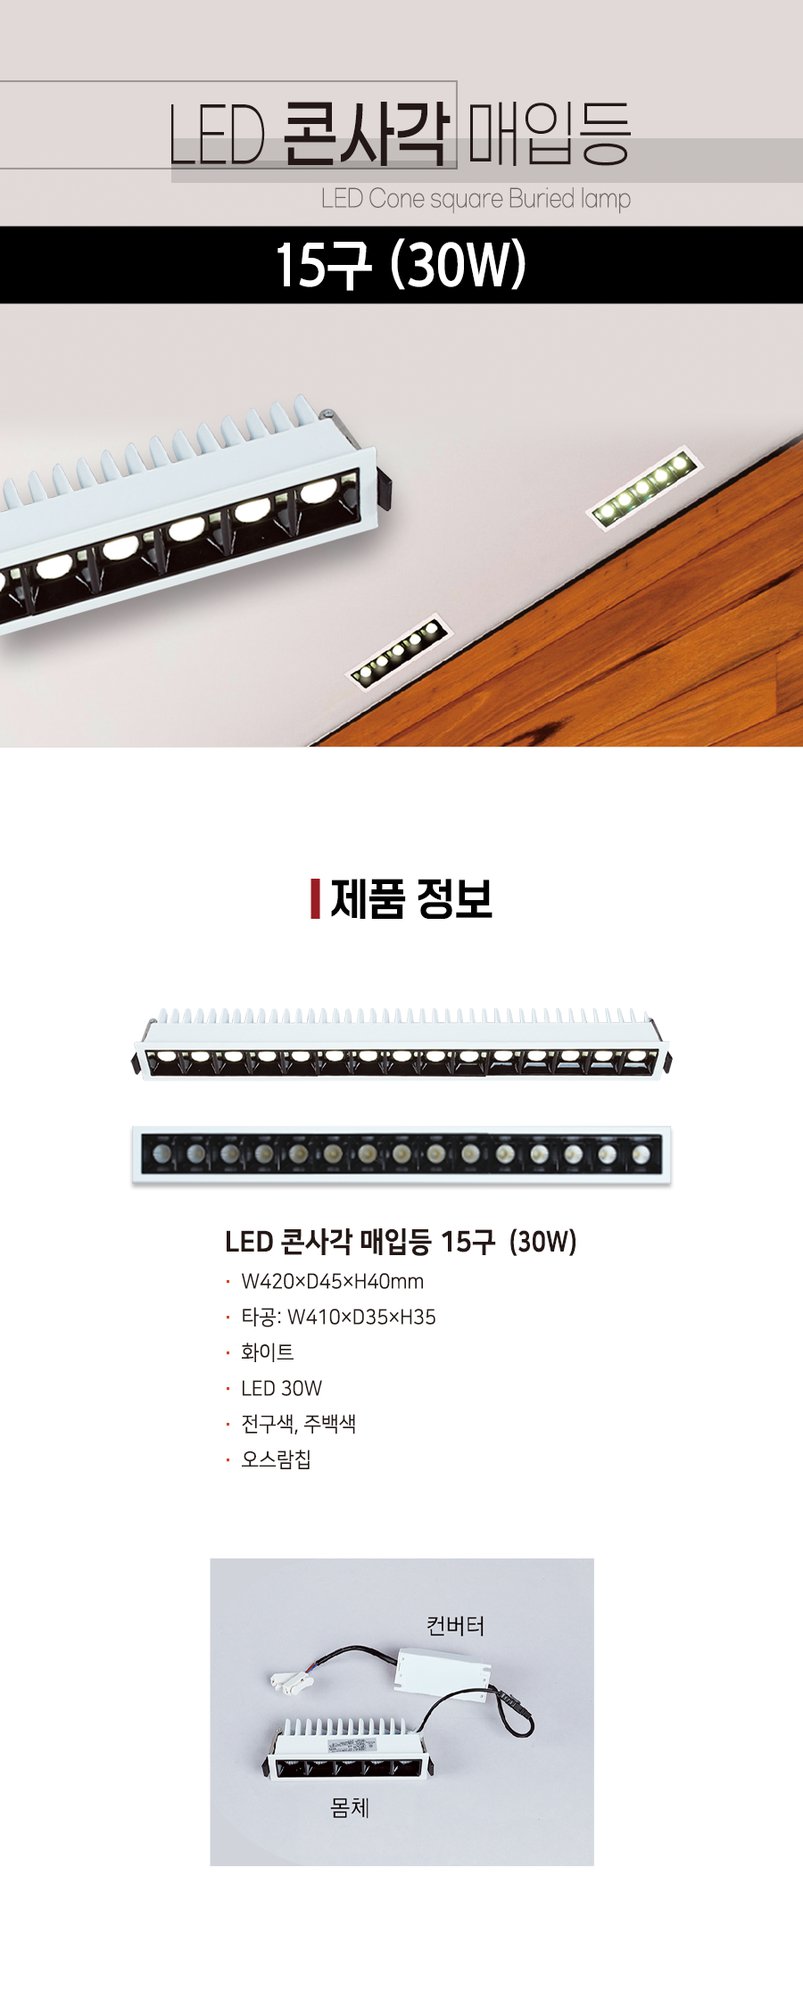 LED 콘사각 매입등
LED Cone square Buried lamp
15구 (30W)
제품 정보
LED 콘사각 매입등 15구 (30W)
· W420×D45×H40mm
· 타공: W410×D35×H35
· 화이트
· LED 30W
· 전구색, 주백색
· 오스람칩
컨버터
몸체